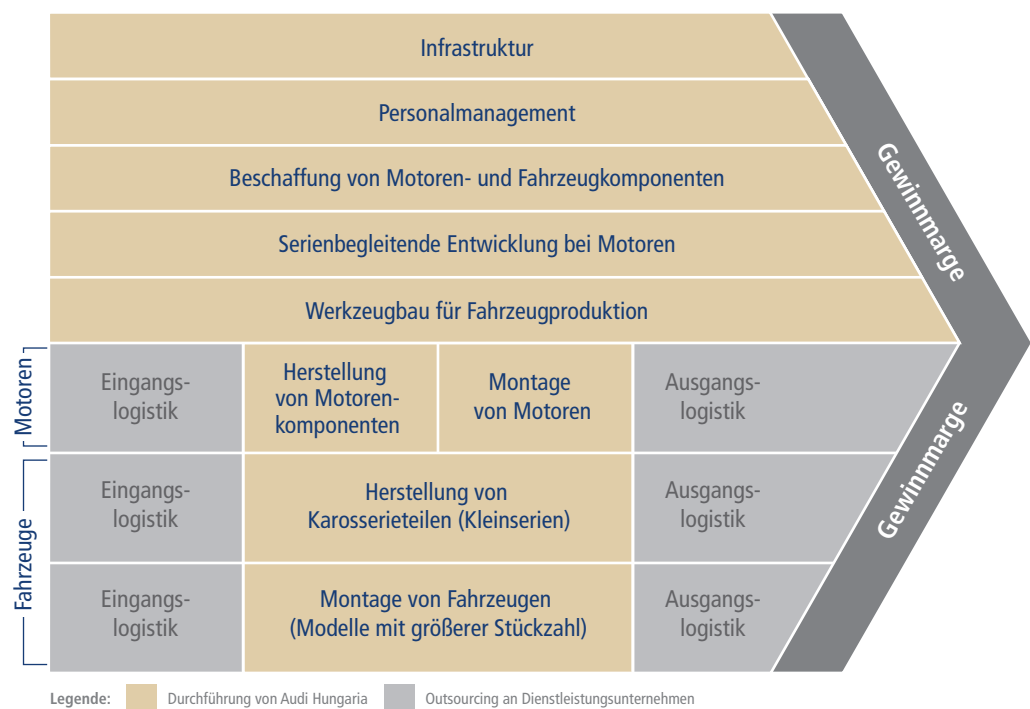 Infrastruktur
Personalmanagement
Beschaffung von Motoren- und Fahrzeugkomponenten
Serienbegleitende Entwicklung bei Motoren
Werkzeugbau für Fahrzeugproduktion
Gewinnmarge
Gewinnmarge
Motoren
Eingangs-
logistik
Herstellung
von Motoren-
komponenten
Montage
von Motoren
Ausgangs-
logistik
Fahrzeuge
Eingangs-
logistik
Herstellung von
Karosserieteilen (Kleinserien)
Ausgangs-
logistik
Eingangs-
logistik
Montage von Fahrzeugen
(Modelle mit größerer Stückzahl)
Ausgangs-
logistik
Legende: Durchführung von Audi Hungaria Outsourcing an Dienstleistungsunternehmen